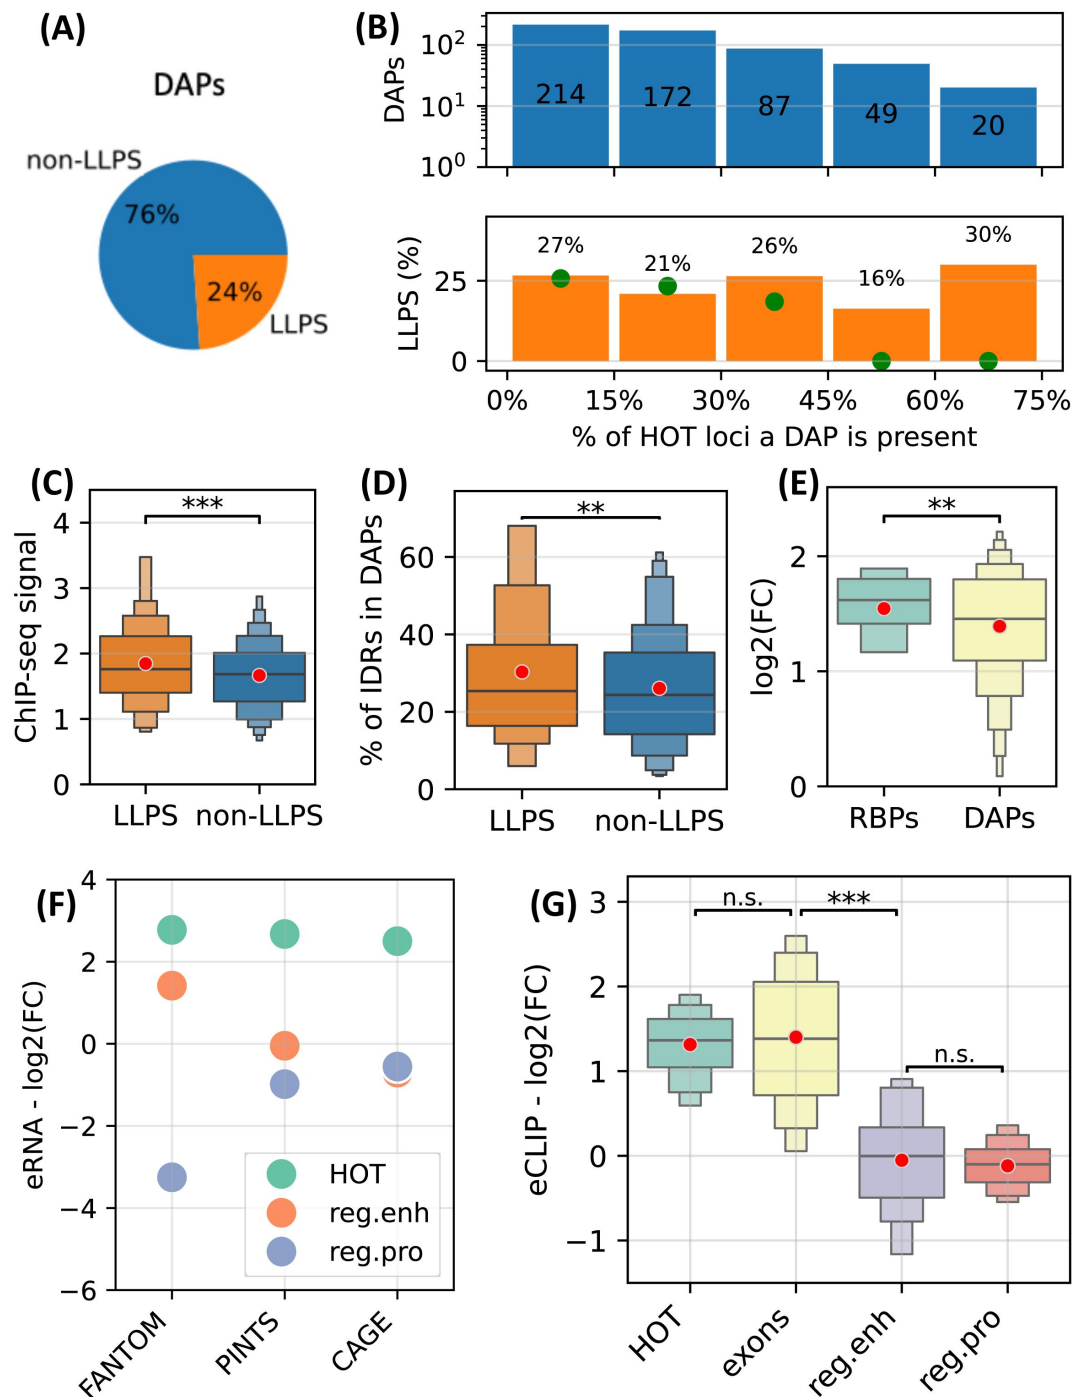 (A)
DAPs
non-LLPS
76%
24%
LLPS
(B)
DAPs
10²
10¹
10⁰
214
172
87
49
20
LLPS (%)
25
0
27%
21%
26%
16%
30%
0%
15%
30%
45%
60%
75%
% of HOT loci a DAP is present
(C)
ChIP-seq signal
4
3
2
1
0
***
LLPS
non-LLPS
(D)
% of IDRs in DAPs
60
40
20
0
**
LLPS
non-LLPS
(E)
log2(FC)
2
1
0
**
RBPs
DAPs
(F)
eRNA - log2(FC)
4
2
0
−2
−4
−6
HOT
reg.enh
reg.pro
FANTOM
PINTS
CAGE
(G)
eCLIP - log2(FC)
3
2
1
0
−1
n.s.
***
n.s.
HOT
exons
reg.enh
reg.pro